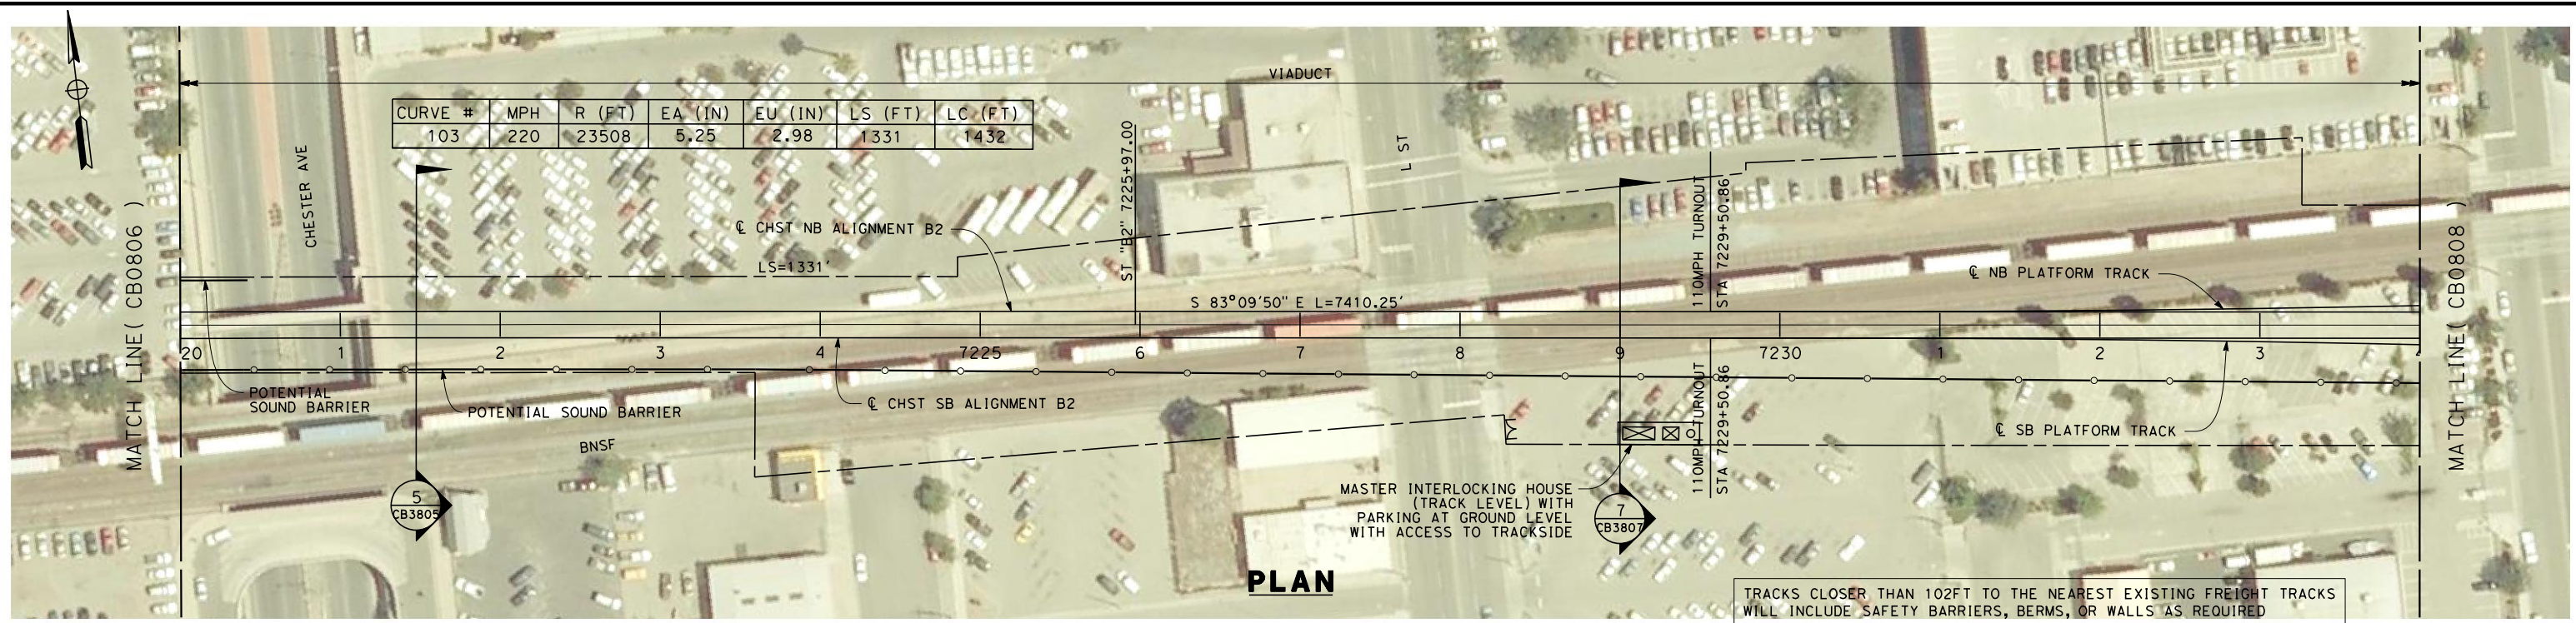 VIADUCT
CURVE # MPH R (FT) EA (IN) EU (IN) LS (FT) LC (FT)
103 220 23508 5.25 2.98 1331 1432
MATCH LINE( CB0806 )
CHESTER AVE
ST "B2" 7225+97.00
L ST
℄ CHST NB ALIGNMENT B2
LS=1331'
S 83°09'50" E L=7410.25'
110MPH TURNOUT
STA 7229+50.86
℄ NB PLATFORM TRACK
MATCH LINE( CB0808 )
20 1 2 3 4 7225 6 7 8 9 7230 1 2 3
POTENTIAL
SOUND BARRIER
POTENTIAL SOUND BARRIER
℄ CHST SB ALIGNMENT B2
BNSF
110MPH TURNOUT
STA 7229+50.86
℄ SB PLATFORM TRACK
5
CB3805
MASTER INTERLOCKING HOUSE
(TRACK LEVEL) WITH
PARKING AT GROUND LEVEL
WITH ACCESS TO TRACKSIDE
7
CB3807
PLAN
TRACKS CLOSER THAN 102FT TO THE NEAREST EXISTING FREIGHT TRACKS
WILL INCLUDE SAFETY BARRIERS, BERMS, OR WALLS AS REQUIRED